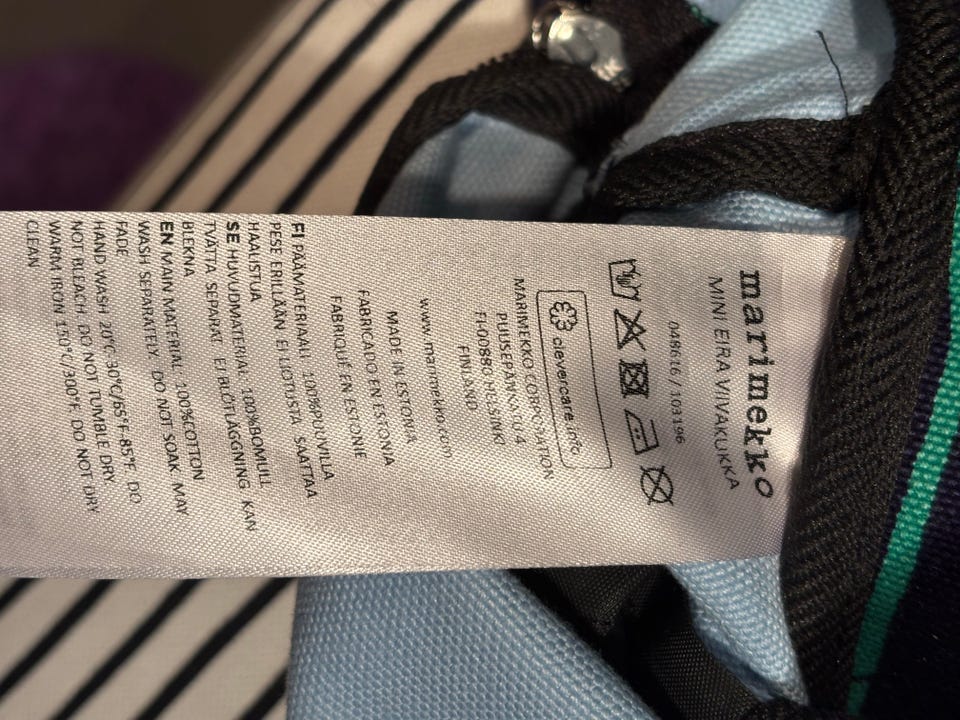 marimekko
MINI EIRA VIVAKUKKA
048616 / 103196
clevercare.info
MARIMEKKO CORPORATION
PUUSEPÄNKATU 4
FI-00880 HELSINKI
FINLAND
www.marimekko.com
MADE IN ESTONIA
FABRICADO EN ESTONIA
FABRIQUÉ EN ESTONIE
FI PÄÄMATERIAALI 100%PUUVILLA
PESE ERILLÄÄN EI LIOTUSTA SAATTAA
HAALISTUA
SE HUVUDMATERIAL 100%BOMULL
TVÄTTA SEPARAT EJ BLÖTLÄGGNING KAN
BLEKNA
EN MAIN MATERIAL 100%COTTON
WASH SEPARATELY DO NOT SOAK MAY
FADE
HAND WASH 20°C-30°C/65°F-85°F. DO
NOT BLEACH DO NOT TUMBLE DRY
WARM IRON 150°C/300°F. DO NOT DRY
CLEAN